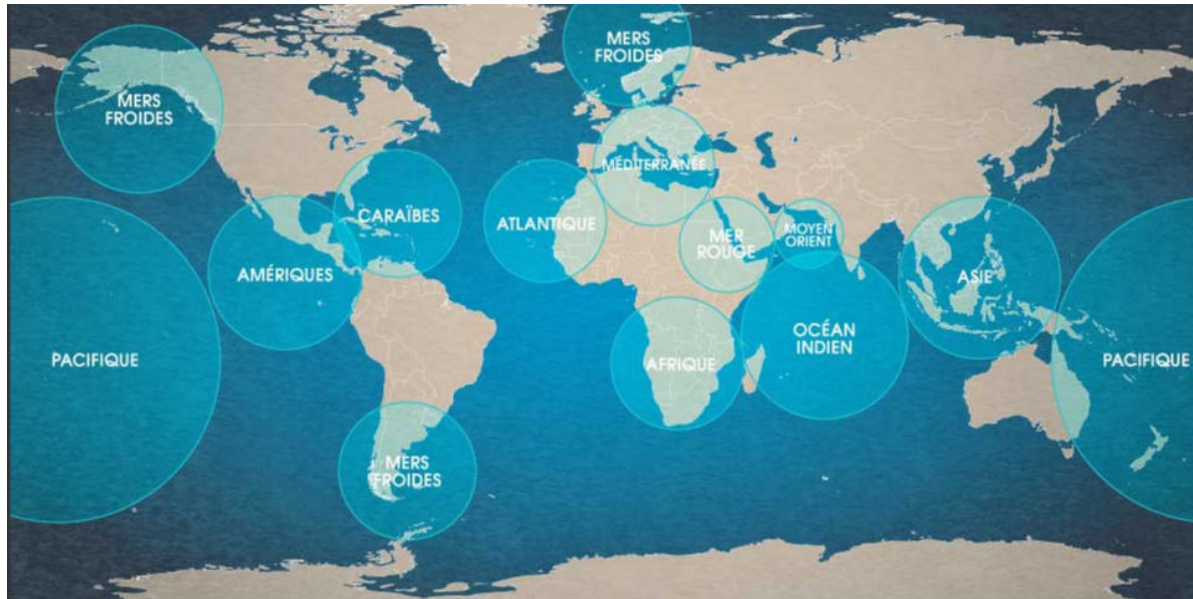 MERS
FROIDES
MERS
FROIDES
MÉDITERRANÉE
CARAÏBES
ATLANTIQUE
MER
ROUGE
MOYEN
ORIENT
AMÉRIQUES
ASIE
PACIFIQUE
AFRIQUE
OCÉAN
INDIEN
PACIFIQUE
MERS
FROIDES